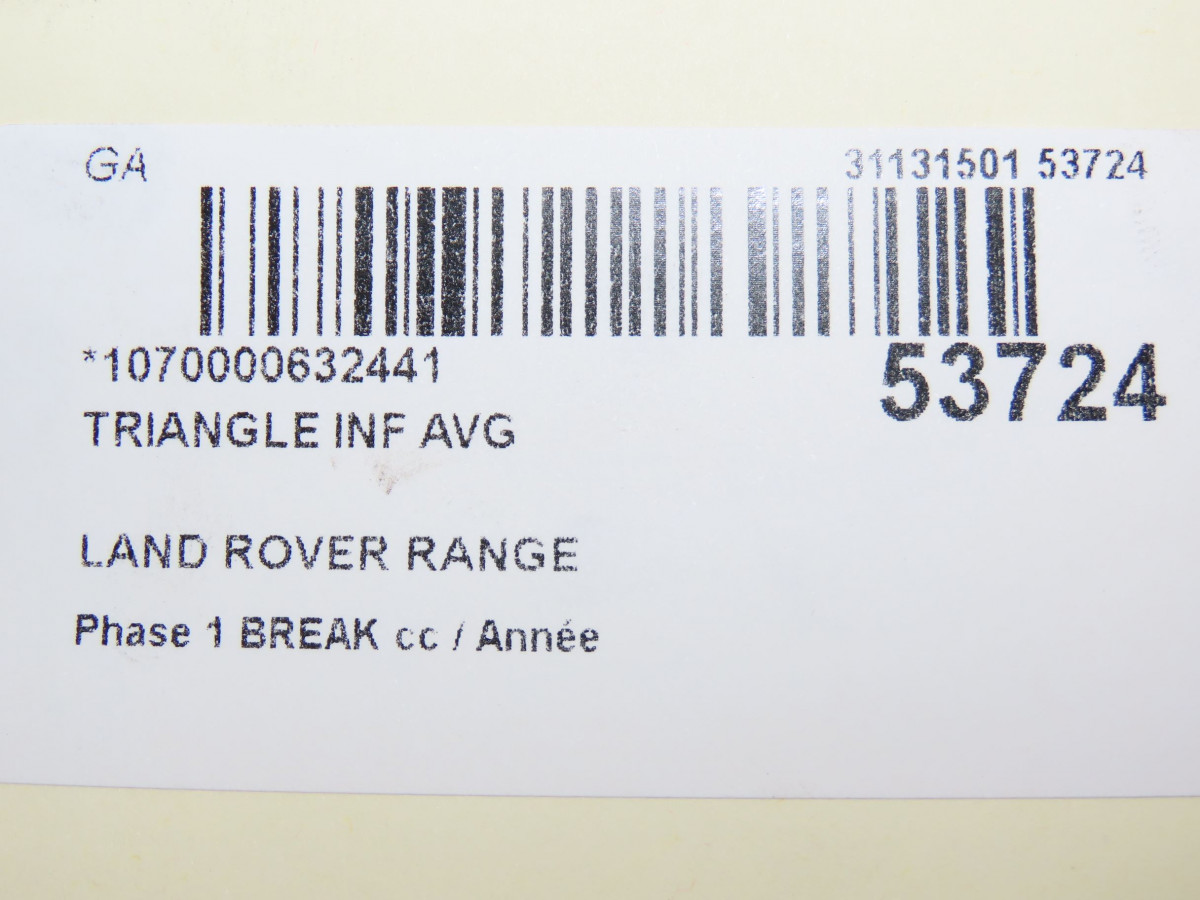 GA
31131501 53724
*1070000632441
53724
TRIANGLE INF AVG
LAND ROVER RANGE
Phase 1 BREAK cc / Année